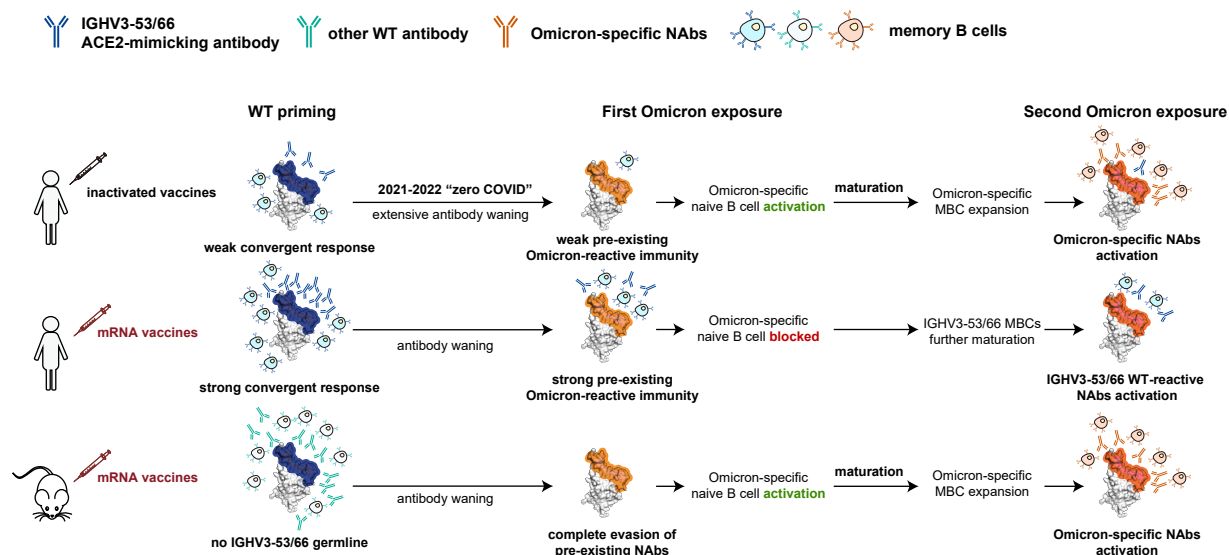 IGHV3-53/66
ACE2-mimicking antibody
other WT antibody
Omicron-specific NAbs
memory B cells
WT priming
First Omicron exposure
Second Omicron exposure
inactivated vaccines
weak convergent response
2021-2022 “zero COVID”
extensive antibody waning
weak pre-existing
Omicron-reactive immunity
Omicron-specific
naive B cell activation
maturation
Omicron-specific
MBC expansion
Omicron-specific NAbs
activation
mRNA vaccines
strong convergent response
antibody waning
strong pre-existing
Omicron-reactive immunity
Omicron-specific
naive B cell blocked
IGHV3-53/66 MBCs
further maturation
IGHV3-53/66 WT-reactive
NAbs activation
mRNA vaccines
no IGHV3-53/66 germline
antibody waning
complete evasion of
pre-existing NAbs
Omicron-specific
naive B cell activation
maturation
Omicron-specific
MBC expansion
Omicron-specific NAbs
activation